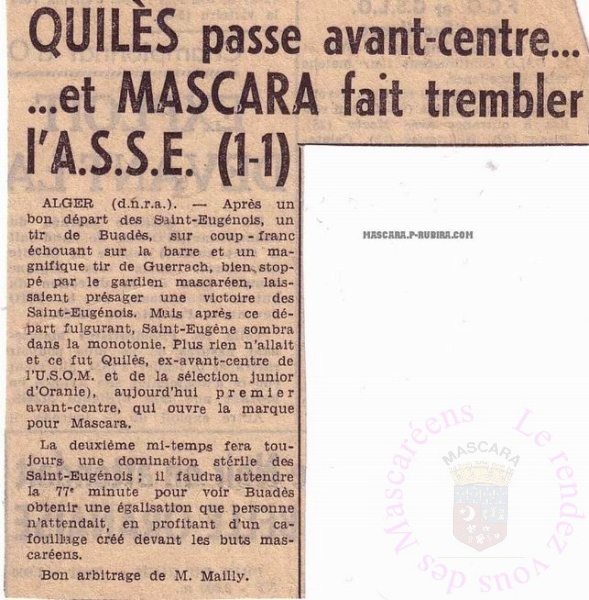 QUILÈS passe avant-centre...
...et MASCARA fait trembler
l'A.S.S.E. (1-1)
ALGER (d.n.r.a.). — Après un
bon départ des Saint-Eugénois, un
tir de Buadès, sur coup-franc
échouant sur la barre et un ma-
gnifique tir de Guerrach, bien stop-
pé par le gardien mascaréen, lais-
saient présager une victoire des
Saint-Eugénois. Mais après ce dé-
part fulgurant, Saint-Eugène sombra
dans la monotonie. Plus rien n'allait
et ce fut Quilès, ex-avant-centre de
l'U.S.O.M. et de la sélection junior
d'Oranie), aujourd'hui premier
avant-centre, qui ouvre la marque
pour Mascara.
La deuxième mi-temps fera tou-
jours une domination stérile des
Saint-Eugénois ; il faudra attendre
la 77e minute pour voir Buadès
obtenir une égalisation que personne
n'attendait, en profitant d'un ca-
fouillage créé devant les buts mas-
caréens.
Bon arbitrage de M. Mailly.
MASCARA.P-RUBIRA.COM
Le rendez vous des Mascaréens
MASCARA